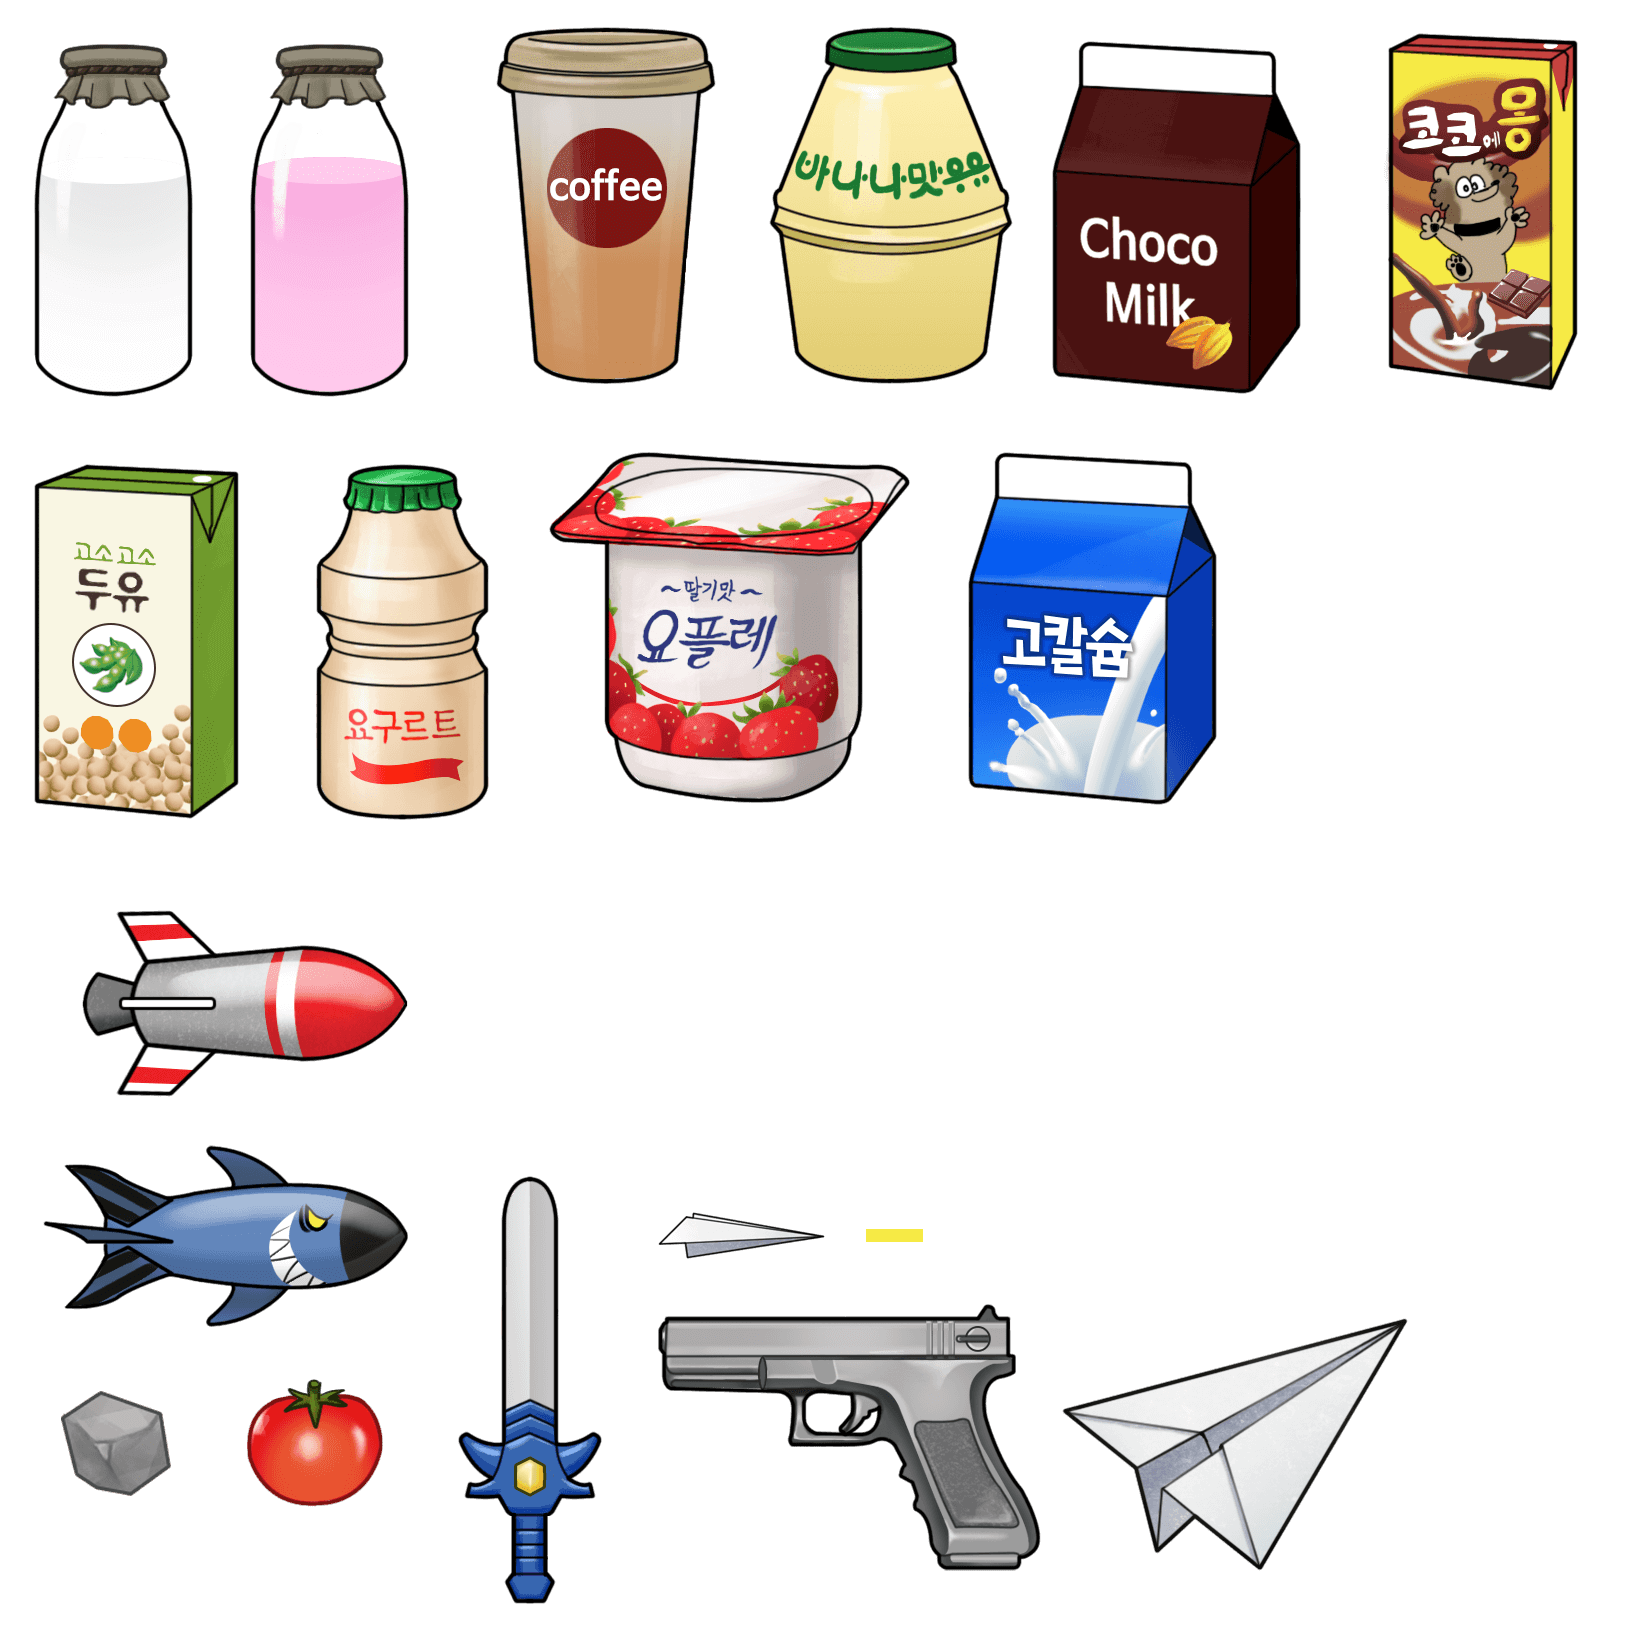 coffee
바나나맛우유
Choco
Milk
코코에몽
고소고소
두유
요구르트
~딸기맛~
요플레
고칼슘